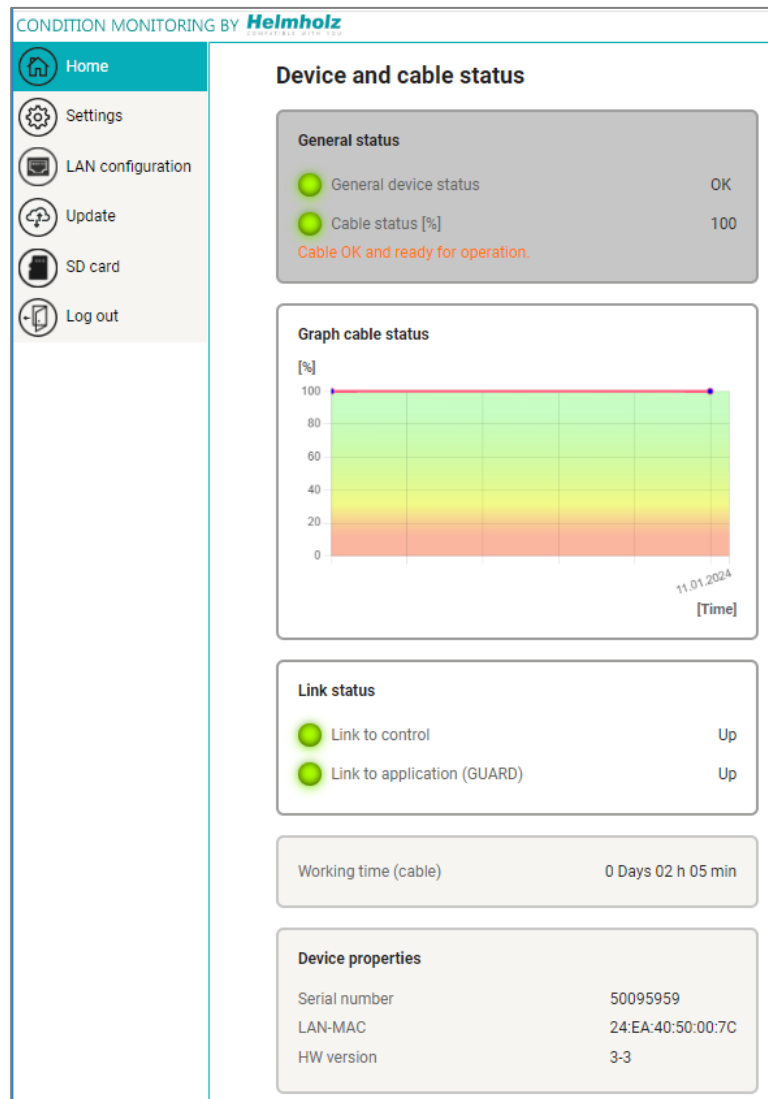 CONDITION MONITORING BY Helmholz
COMPATIBLE WITH YOU
Home
Settings
LAN configuration
Update
SD card
Log out
Device and cable status
General status
General device status OK
Cable status [%] 100
Cable OK and ready for operation.
Graph cable status
[%]
100
80
60
40
20
0
11.01.2024
[Time]
Link status
Link to control Up
Link to application (GUARD) Up
Working time (cable) 0 Days 02 h 05 min
Device properties
Serial number 50095959
LAN-MAC 24:EA:40:50:00:7C
HW version 3-3